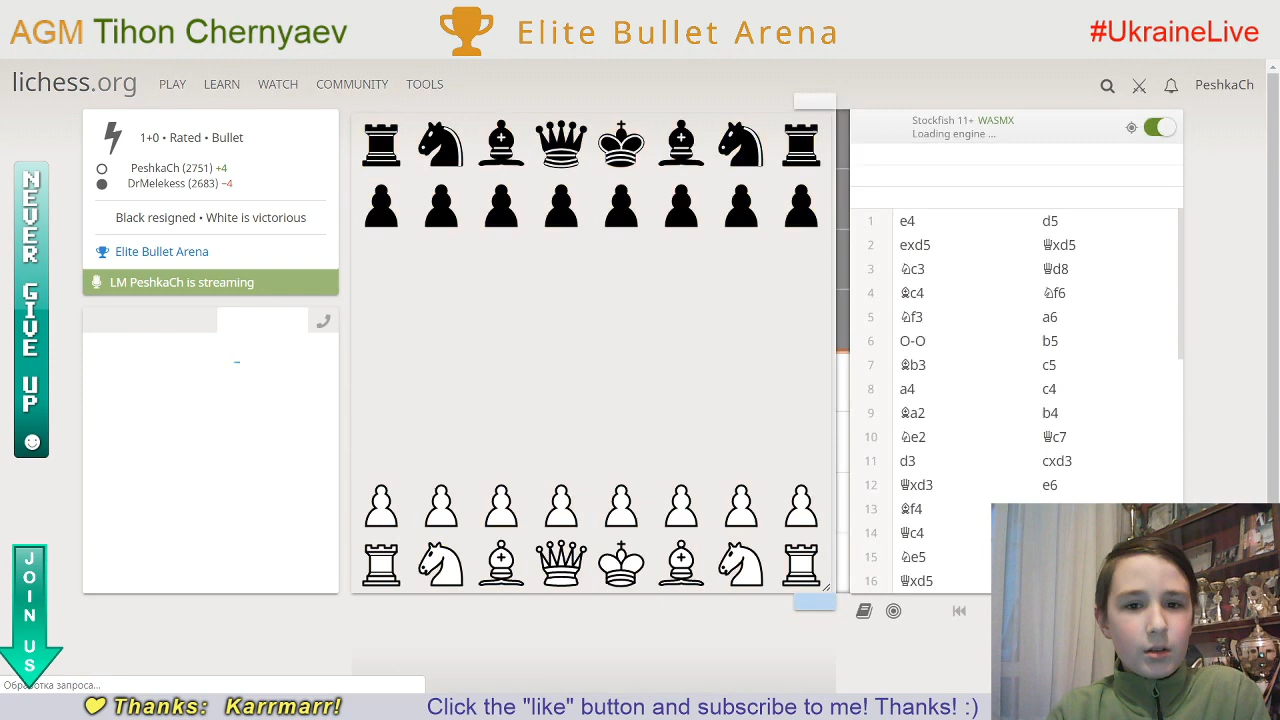 AGM Tihon Chernyaev
Elite Bullet Arena
#UkraineLive
lichess.org PLAY LEARN WATCH COMMUNITY TOOLS
PeshkaCh
1+0 • Rated • Bullet
PeshkaCh (2751) +4
DrMelekess (2683) −4
Black resigned • White is victorious
Elite Bullet Arena
LM PeshkaCh is streaming
NEVER GIVE UP
JOIN US
Stockfish 11+ WASMX
Loading engine ...
1 e4 d5
2 exd5 ♕xd5
3 ♘c3 ♕d8
4 ♗c4 ♘f6
5 ♘f3 a6
6 O-O b5
7 ♗b3 c5
8 a4 c4
9 ♗a2 b4
10 ♘e2 ♕c7
11 d3 cxd3
12 ♕xd3 e6
13 ♗f4
14 ♕c4
15 ♘e5
16 ♕xd5
Обработка запроса...
Thanks: Karrmarr!
Click the "like" button and subscribe to me! Thanks! :)